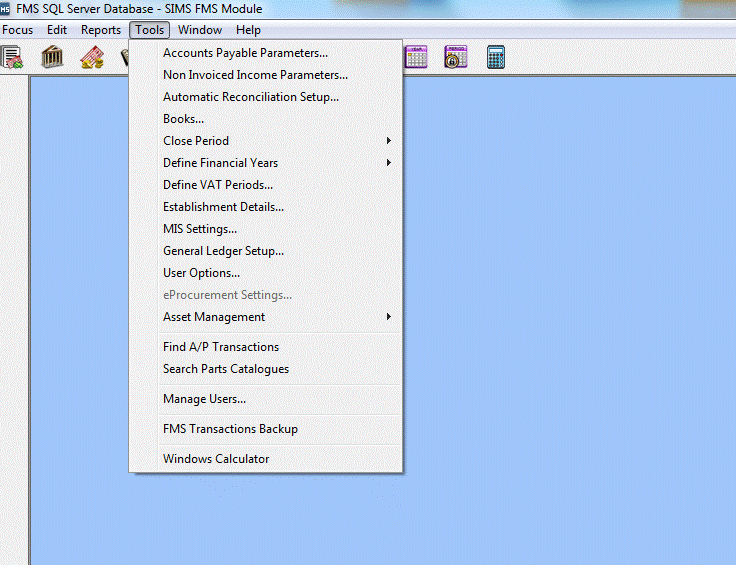 FMS SQL Server Database - SIMS FMS Module
Focus Edit Reports Tools Window Help
Accounts Payable Parameters...
Non Invoiced Income Parameters...
Automatic Reconciliation Setup...
Books...
Close Period
Define Financial Years
Define VAT Periods...
Establishment Details...
MIS Settings...
General Ledger Setup...
User Options...
eProcurement Settings...
Asset Management
Find A/P Transactions
Search Parts Catalogues
Manage Users...
FMS Transactions Backup
Windows Calculator